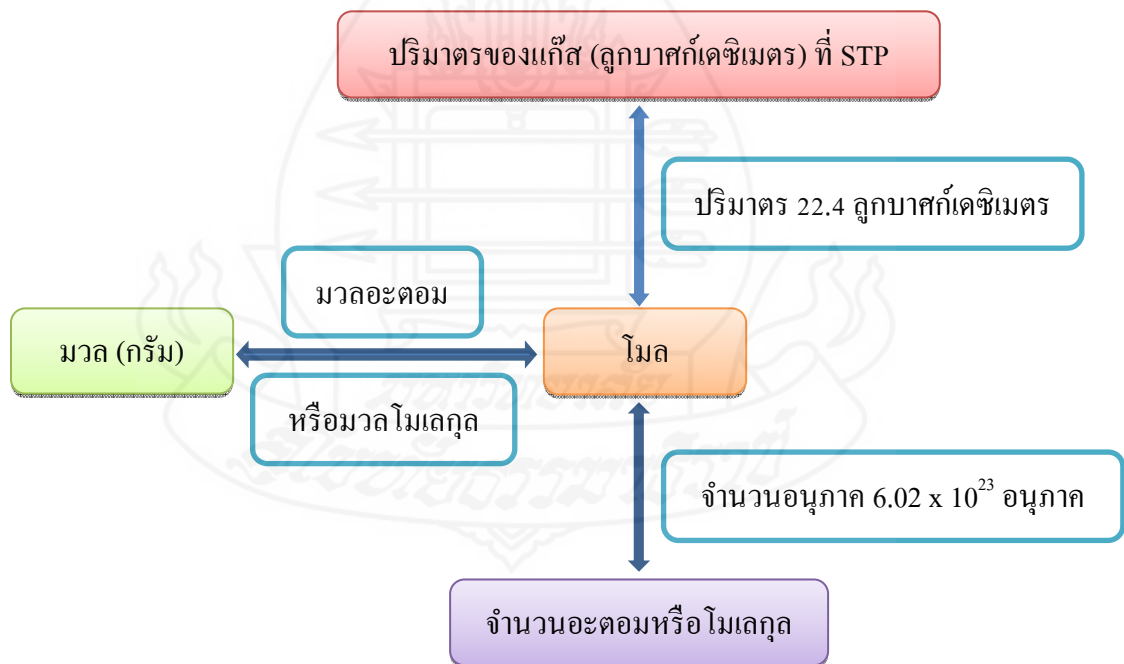 ปริมาตรของแก๊ส (ลูกบาศก์เดซิเมตร) ที่ STP
ปริมาตร 22.4 ลูกบาศก์เดซิเมตร
มวลอะตอม
มวล (กรัม)
โมล
หรือมวลโมเลกุล
จำนวนอนุภาค 6.02 x 10²³ อนุภาค
จำนวนอะตอมหรือโมเลกุล